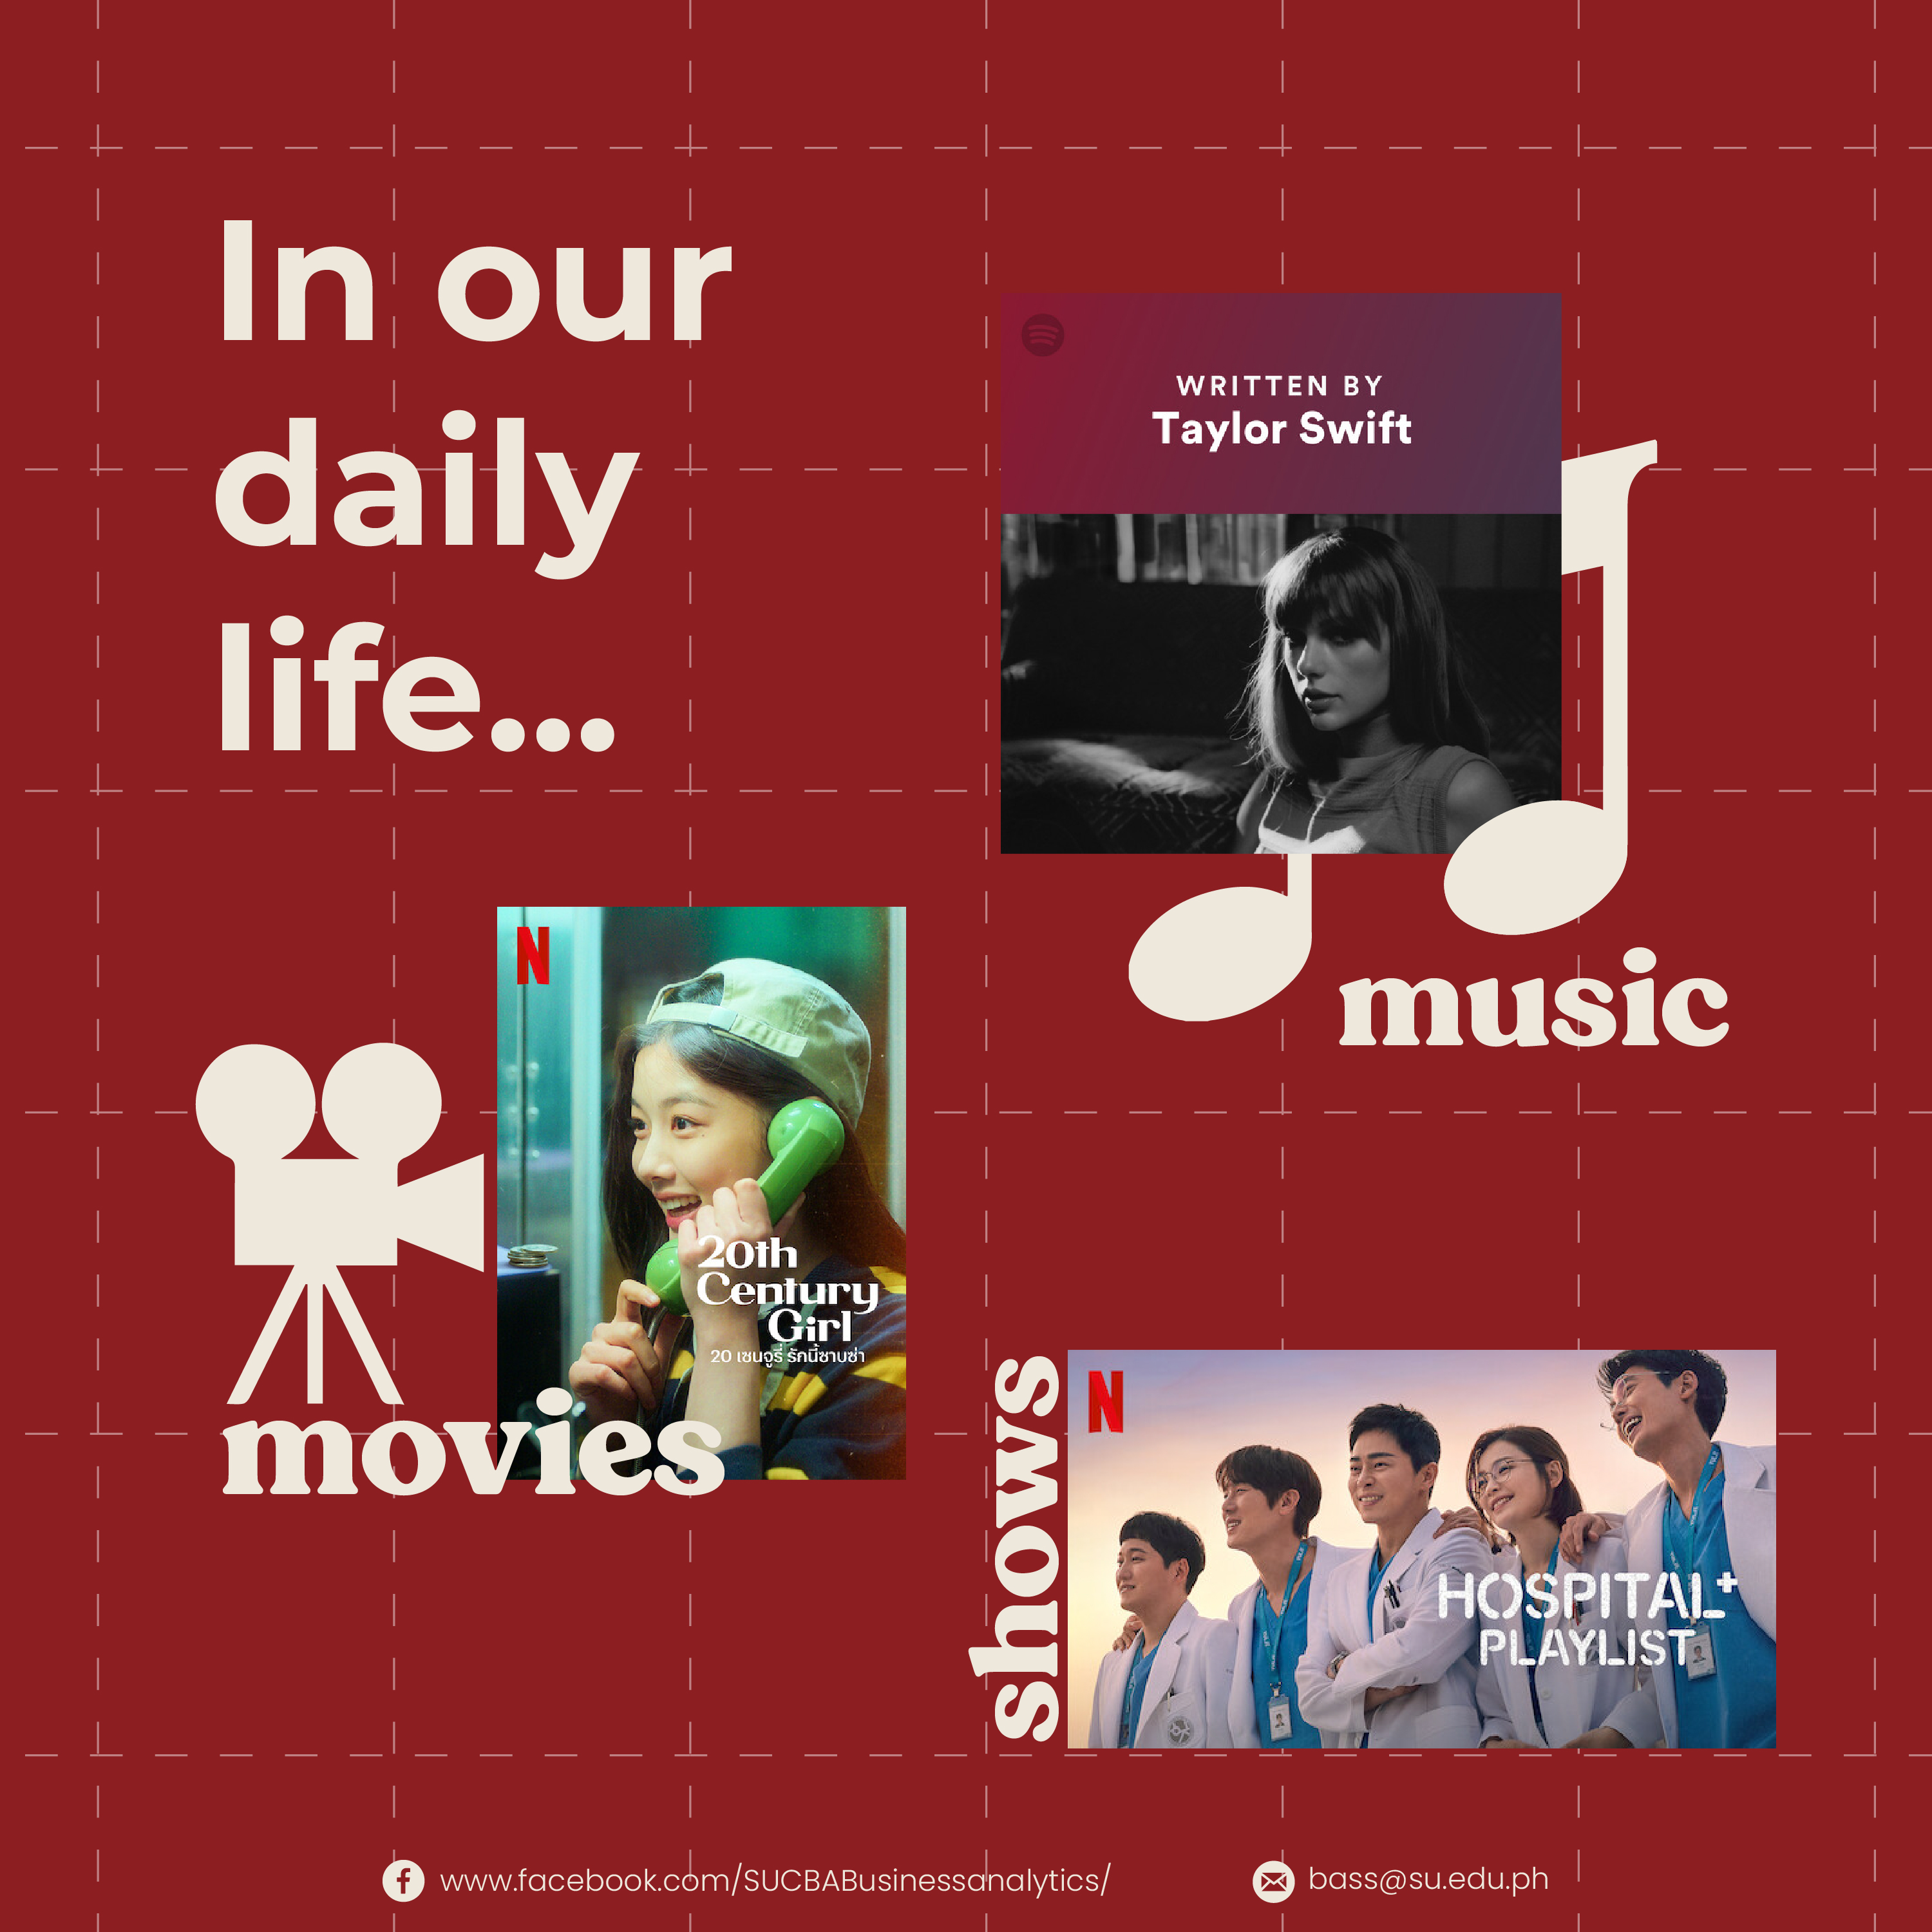 In our
daily
life...
WRITTEN BY
Taylor Swift
music
N
20th
Century
Girl
20 เซนจูรี่ รักนี้ซาบซ่า
movies
shows
N
HOSPITAL+
PLAYLIST
www.facebook.com/SUCBABusinessanalytics/
bass@su.edu.ph